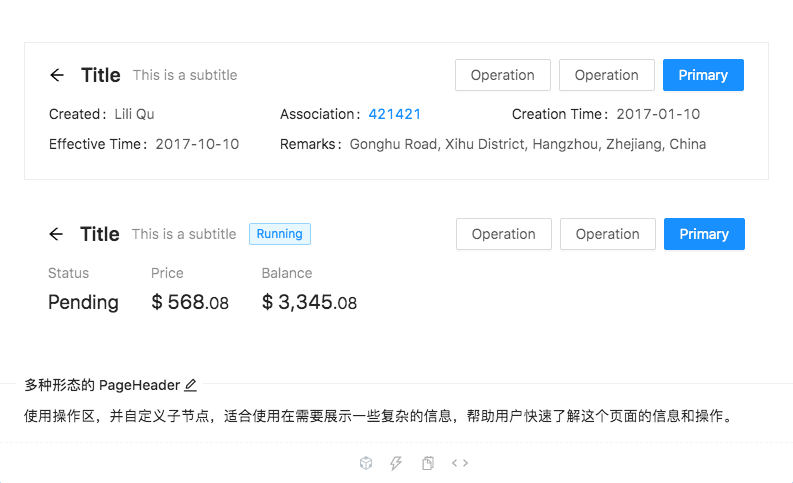 Title This is a subtitle Operation Operation Primary
Created： Lili Qu Association： 421421 Creation Time： 2017-01-10
Effective Time： 2017-10-10 Remarks： Gonghu Road, Xihu District, Hangzhou, Zhejiang, China
Title This is a subtitle Running Operation Operation Primary
Status Price Balance
Pending $ 568.08 $ 3,345.08
多种形态的 PageHeader
使用操作区，并自定义子节点，适合使用在需要展示一些复杂的信息，帮助用户快速了解这个页面的信息和操作。